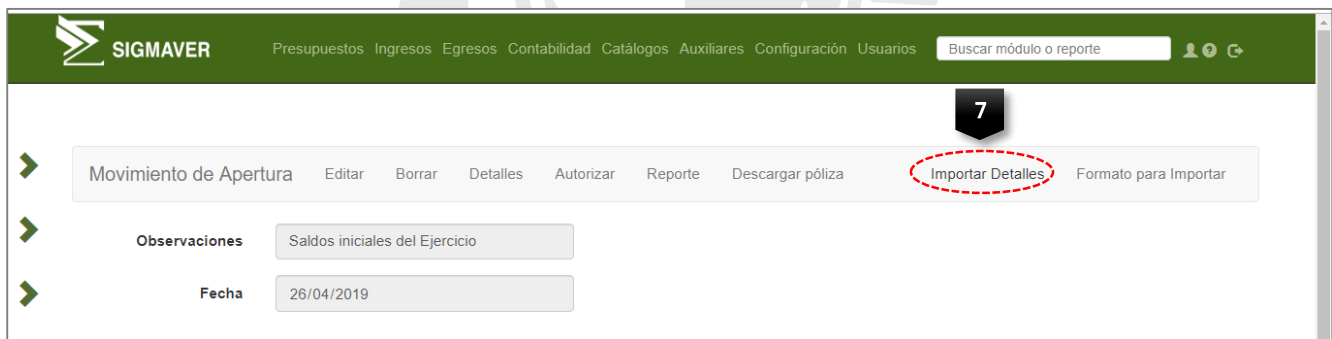 SIGMAVER Presupuestos Ingresos Egresos Contabilidad Catálogos Auxiliares Configuración Usuarios Buscar módulo o reporte
7
Movimiento de Apertura Editar Borrar Detalles Autorizar Reporte Descargar póliza Importar Detalles Formato para Importar
Observaciones Saldos iniciales del Ejercicio
Fecha 26/04/2019